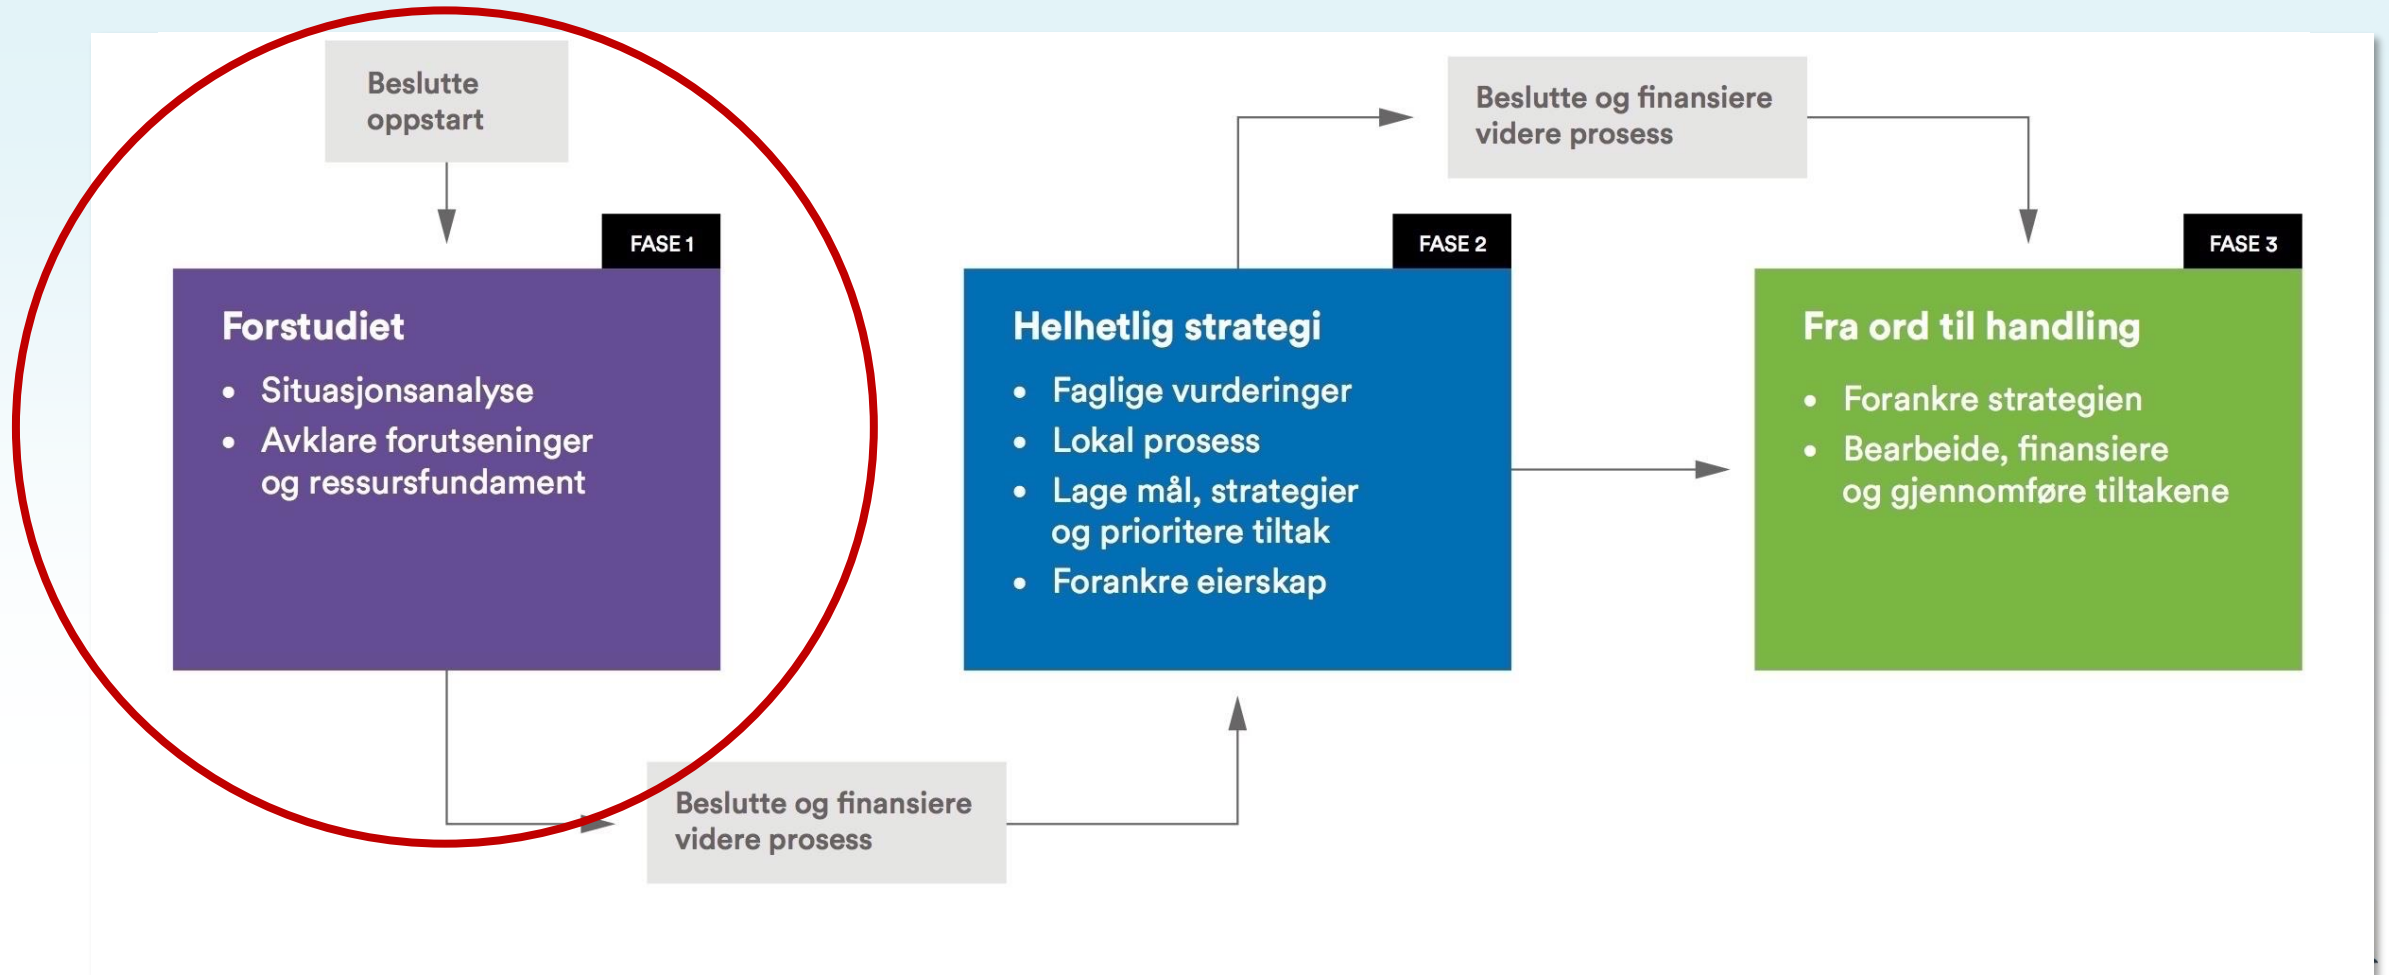 Beslutte
oppstart
FASE 1
Forstudiet
• Situasjonsanalyse
• Avklare forutseninger
og ressursfundament
Beslutte og finansiere
videre prosess
FASE 2
Helhetlig strategi
• Faglige vurderinger
• Lokal prosess
• Lage mål, strategier
og prioritere tiltak
• Forankre eierskap
Beslutte og finansiere
videre prosess
FASE 3
Fra ord til handling
• Forankre strategien
• Bearbeide, finansiere
og gjennomføre tiltakene